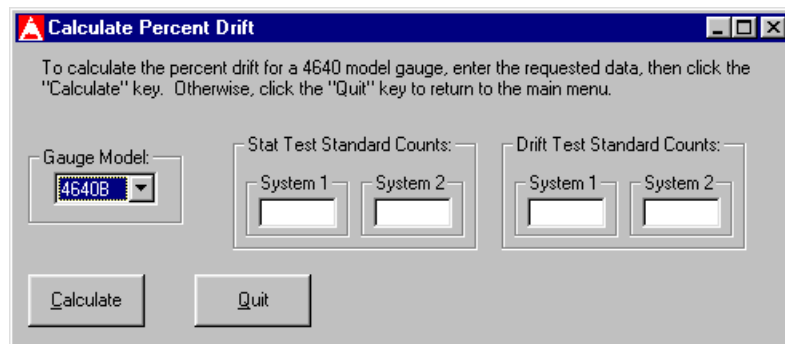 Calculate Percent Drift
To calculate the percent drift for a 4640 model gauge, enter the requested data, then click the
"Calculate" key. Otherwise, click the "Quit" key to return to the main menu.
Gauge Model:
4640B
Stat Test Standard Counts:
System 1
System 2
Drift Test Standard Counts:
System 1
System 2
Calculate
Quit